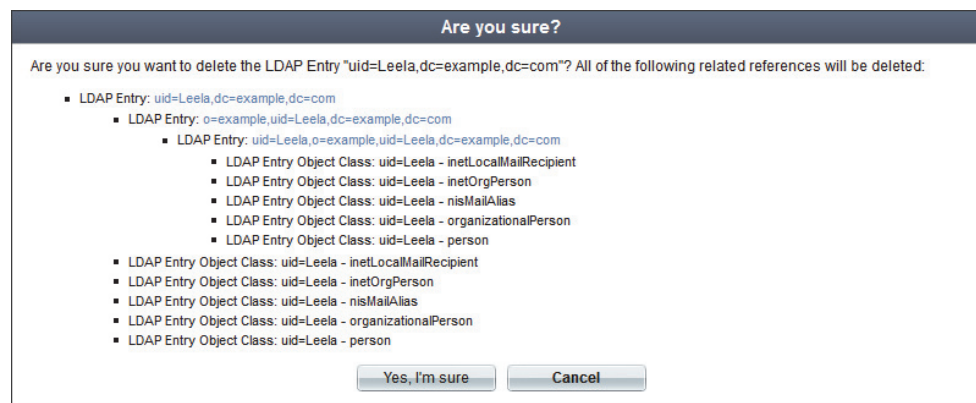 Are you sure?
Are you sure you want to delete the LDAP Entry "uid=Leela,dc=example,dc=com"? All of the following related references will be deleted:
LDAP Entry: uid=Leela,dc=example,dc=com
LDAP Entry: o=example,uid=Leela,dc=example,dc=com
LDAP Entry: uid=Leela,o=example,uid=Leela,dc=example,dc=com
LDAP Entry Object Class: uid=Leela - inetLocalMailRecipient
LDAP Entry Object Class: uid=Leela - inetOrgPerson
LDAP Entry Object Class: uid=Leela - nisMailAlias
LDAP Entry Object Class: uid=Leela - organizationalPerson
LDAP Entry Object Class: uid=Leela - person
LDAP Entry Object Class: uid=Leela - inetLocalMailRecipient
LDAP Entry Object Class: uid=Leela - inetOrgPerson
LDAP Entry Object Class: uid=Leela - nisMailAlias
LDAP Entry Object Class: uid=Leela - organizationalPerson
LDAP Entry Object Class: uid=Leela - person
Yes, I'm sure Cancel